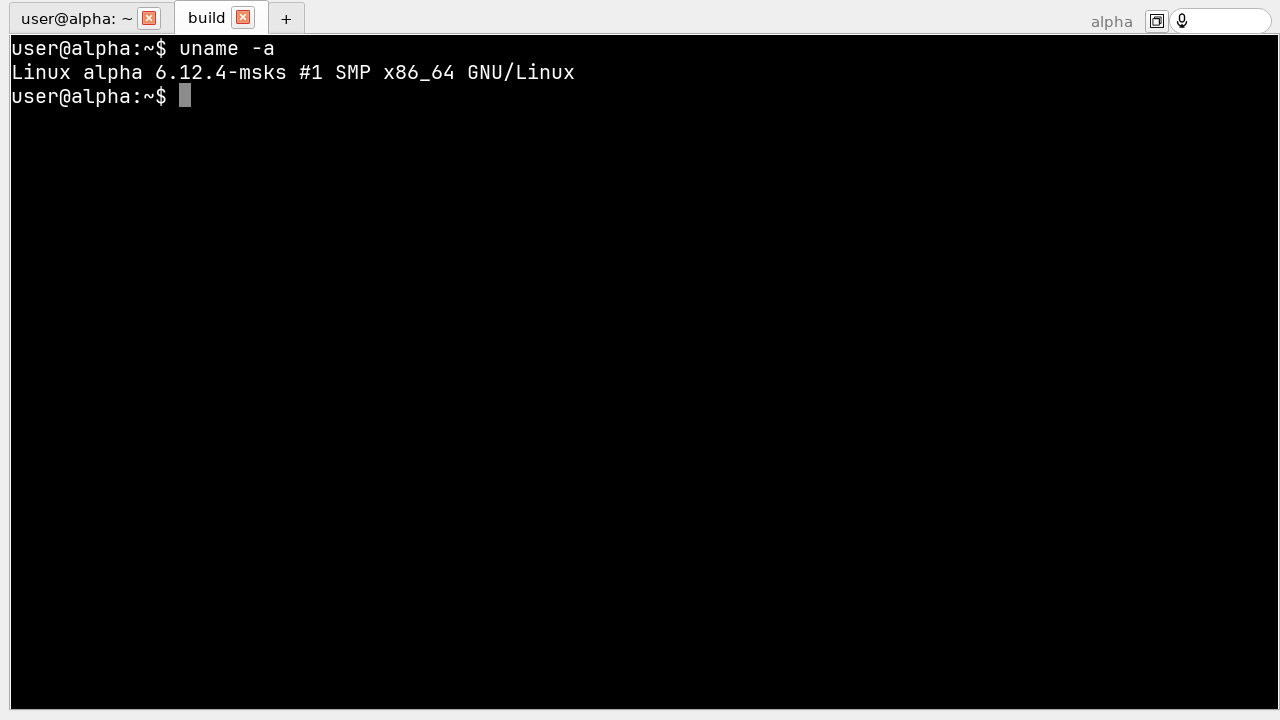 user@alpha: ~
build
+
alpha
user@alpha:~$ uname -a
Linux alpha 6.12.4-msks #1 SMP x86_64 GNU/Linux
user@alpha:~$